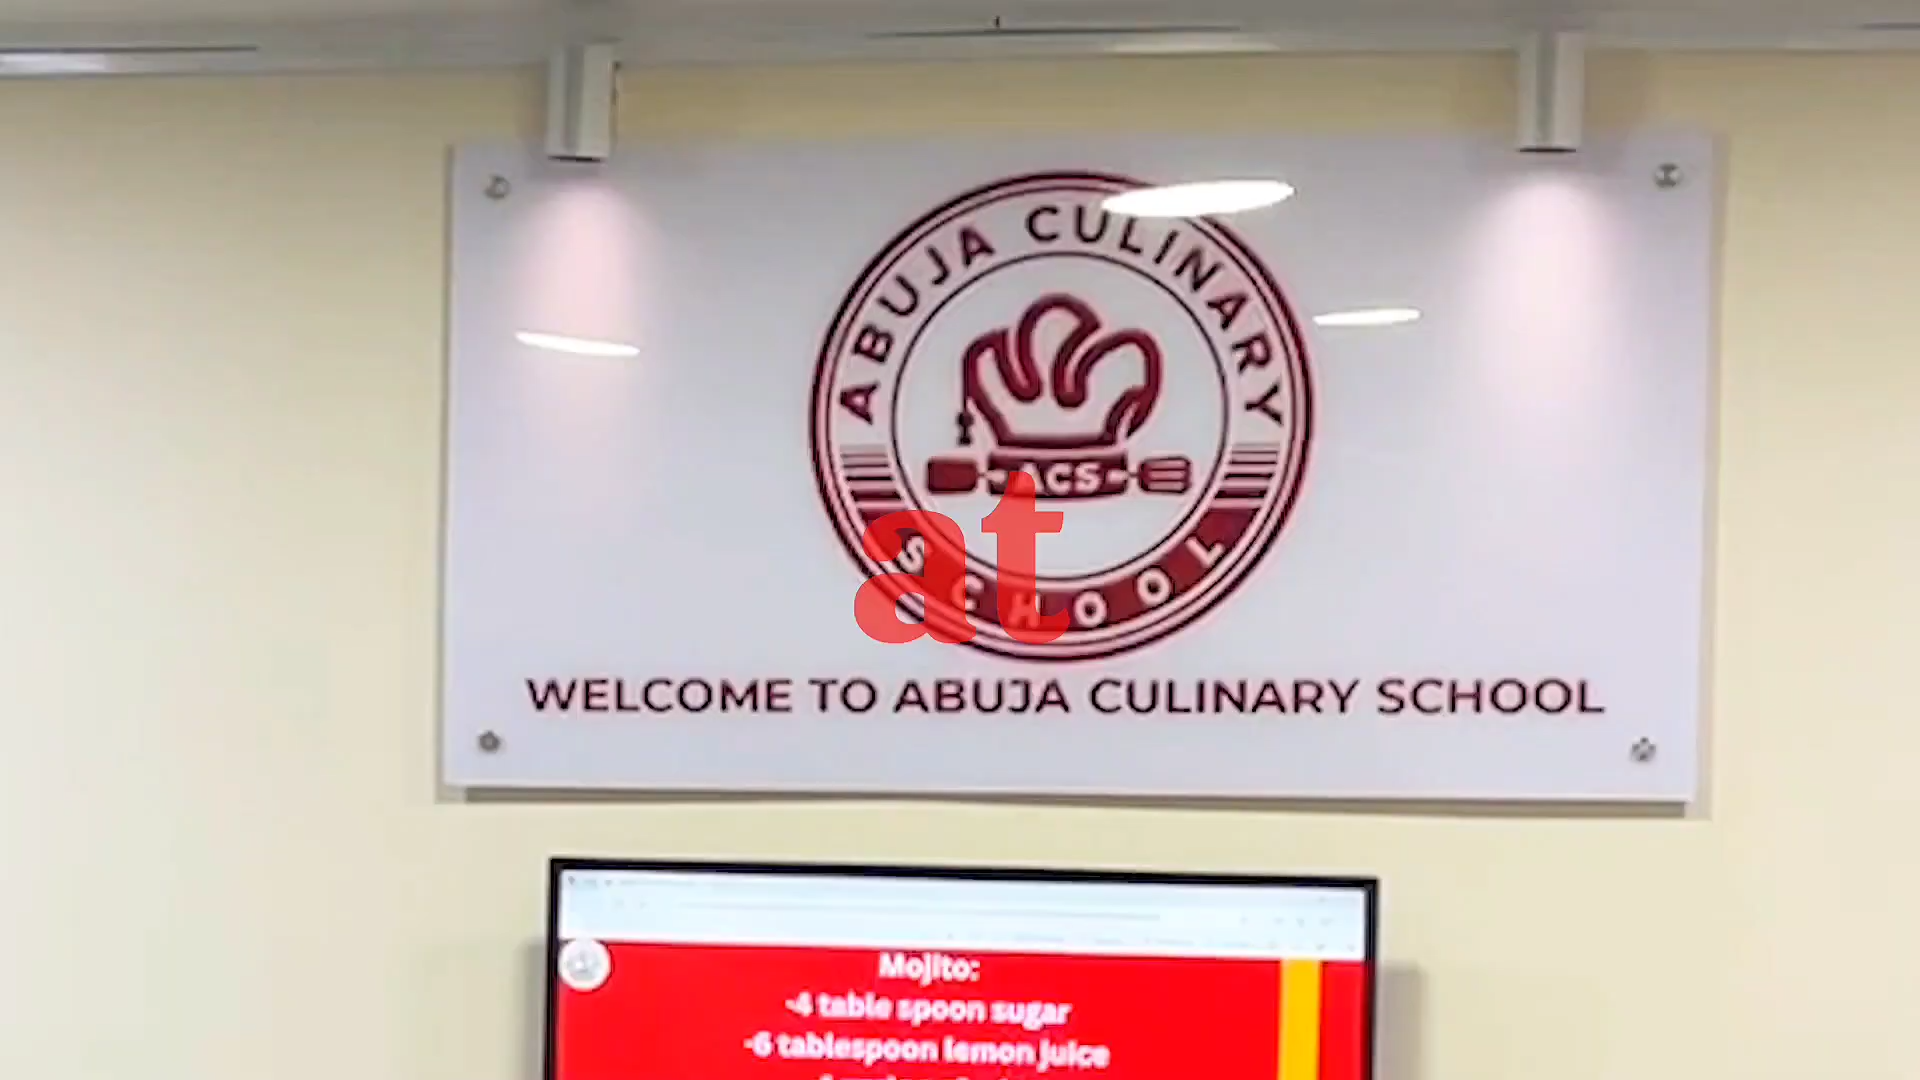 ABUJA CULINARY
ACS
SCHOOL
at
WELCOME TO ABUJA CULINARY SCHOOL
Mojito:
-4 table spoon sugar
-6 tablespoon lemon juice